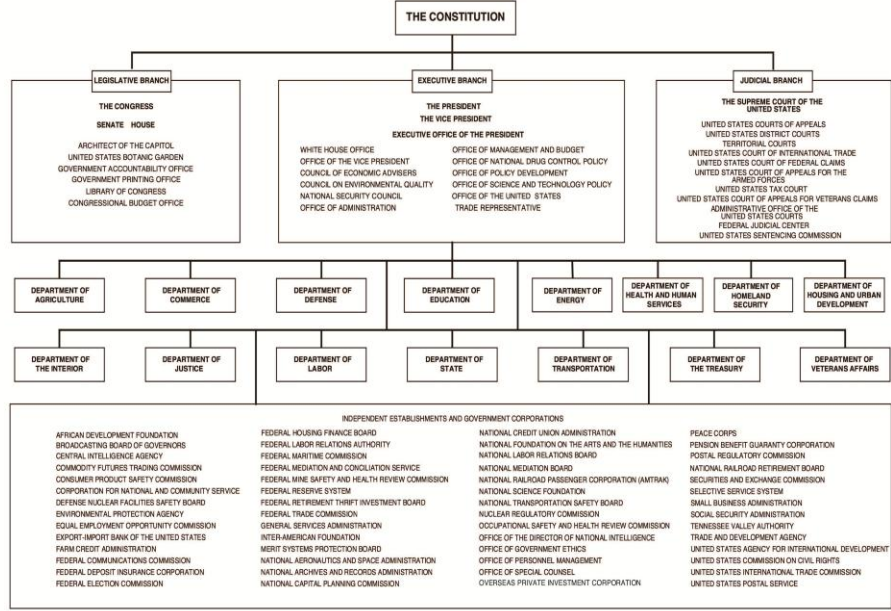 THE CONSTITUTION
LEGISLATIVE BRANCH
THE CONGRESS
SENATE HOUSE
ARCHITECT OF THE CAPITOL
UNITED STATES BOTANIC GARDEN
GOVERNMENT ACCOUNTABILITY OFFICE
GOVERNMENT PRINTING OFFICE
LIBRARY OF CONGRESS
CONGRESSIONAL BUDGET OFFICE
EXECUTIVE BRANCH
THE PRESIDENT
THE VICE PRESIDENT
EXECUTIVE OFFICE OF THE PRESIDENT
WHITE HOUSE OFFICE
OFFICE OF THE VICE PRESIDENT
COUNCIL OF ECONOMIC ADVISERS
COUNCIL ON ENVIRONMENTAL QUALITY
NATIONAL SECURITY COUNCIL
OFFICE OF ADMINISTRATION
OFFICE OF MANAGEMENT AND BUDGET
OFFICE OF NATIONAL DRUG CONTROL POLICY
OFFICE OF POLICY DEVELOPMENT
OFFICE OF SCIENCE AND TECHNOLOGY POLICY
OFFICE OF THE UNITED STATES
TRADE REPRESENTATIVE
JUDICIAL BRANCH
THE SUPREME COURT OF THE
UNITED STATES
UNITED STATES COURTS OF APPEALS
UNITED STATES DISTRICT COURTS
TERRITORIAL COURTS
UNITED STATES COURT OF INTERNATIONAL TRADE
UNITED STATES COURT OF FEDERAL CLAIMS
UNITED STATES COURT OF APPEALS FOR THE
ARMED FORCES
UNITED STATES TAX COURT
UNITED STATES COURT OF APPEALS FOR VETERANS CLAIMS
ADMINISTRATIVE OFFICE OF THE
UNITED STATES COURTS
FEDERAL JUDICIAL CENTER
UNITED STATES SENTENCING COMMISSION
DEPARTMENT OF
AGRICULTURE
DEPARTMENT OF
COMMERCE
DEPARTMENT OF
DEFENSE
DEPARTMENT OF
EDUCATION
DEPARTMENT OF
ENERGY
DEPARTMENT OF
HEALTH AND HUMAN
SERVICES
DEPARTMENT OF
HOMELAND
SECURITY
DEPARTMENT OF
HOUSING AND URBAN
DEVELOPMENT
DEPARTMENT OF
THE INTERIOR
DEPARTMENT OF
JUSTICE
DEPARTMENT OF
LABOR
DEPARTMENT OF
STATE
DEPARTMENT OF
TRANSPORTATION
DEPARTMENT OF
THE TREASURY
DEPARTMENT OF
VETERANS AFFAIRS
INDEPENDENT ESTABLISHMENTS AND GOVERNMENT CORPORATIONS
AFRICAN DEVELOPMENT FOUNDATION
BROADCASTING BOARD OF GOVERNORS
CENTRAL INTELLIGENCE AGENCY
COMMODITY FUTURES TRADING COMMISSION
CONSUMER PRODUCT SAFETY COMMISSION
CORPORATION FOR NATIONAL AND COMMUNITY SERVICE
DEFENSE NUCLEAR FACILITIES SAFETY BOARD
ENVIRONMENTAL PROTECTION AGENCY
EQUAL EMPLOYMENT OPPORTUNITY COMMISSION
EXPORT-IMPORT BANK OF THE UNITED STATES
FARM CREDIT ADMINISTRATION
FEDERAL COMMUNICATIONS COMMISSION
FEDERAL DEPOSIT INSURANCE CORPORATION
FEDERAL ELECTION COMMISSION
FEDERAL HOUSING FINANCE BOARD
FEDERAL LABOR RELATIONS AUTHORITY
FEDERAL MARITIME COMMISSION
FEDERAL MEDIATION AND CONCILIATION SERVICE
FEDERAL MINE SAFETY AND HEALTH REVIEW COMMISSION
FEDERAL RESERVE SYSTEM
FEDERAL RETIREMENT THRIFT INVESTMENT BOARD
FEDERAL TRADE COMMISSION
GENERAL SERVICES ADMINISTRATION
INTER-AMERICAN FOUNDATION
MERIT SYSTEMS PROTECTION BOARD
NATIONAL AERONAUTICS AND SPACE ADMINISTRATION
NATIONAL ARCHIVES AND RECORDS ADMINISTRATION
NATIONAL CAPITAL PLANNING COMMISSION
NATIONAL CREDIT UNION ADMINISTRATION
NATIONAL FOUNDATION ON THE ARTS AND THE HUMANITIES
NATIONAL LABOR RELATIONS BOARD
NATIONAL MEDIATION BOARD
NATIONAL RAILROAD PASSENGER CORPORATION (AMTRAK)
NATIONAL SCIENCE FOUNDATION
NATIONAL TRANSPORTATION SAFETY BOARD
NUCLEAR REGULATORY COMMISSION
OCCUPATIONAL SAFETY AND HEALTH REVIEW COMMISSION
OFFICE OF THE DIRECTOR OF NATIONAL INTELLIGENCE
OFFICE OF GOVERNMENT ETHICS
OFFICE OF PERSONNEL MANAGEMENT
OFFICE OF SPECIAL COUNSEL
OVERSEAS PRIVATE INVESTMENT CORPORATION
PEACE CORPS
PENSION BENEFIT GUARANTY CORPORATION
POSTAL REGULATORY COMMISSION
NATIONAL RAILROAD RETIREMENT BOARD
SECURITIES AND EXCHANGE COMMISSION
SELECTIVE SERVICE SYSTEM
SMALL BUSINESS ADMINISTRATION
SOCIAL SECURITY ADMINISTRATION
TENNESSEE VALLEY AUTHORITY
TRADE AND DEVELOPMENT AGENCY
UNITED STATES AGENCY FOR INTERNATIONAL DEVELOPMENT
UNITED STATES COMMISSION ON CIVIL RIGHTS
UNITED STATES INTERNATIONAL TRADE COMMISSION
UNITED STATES POSTAL SERVICE